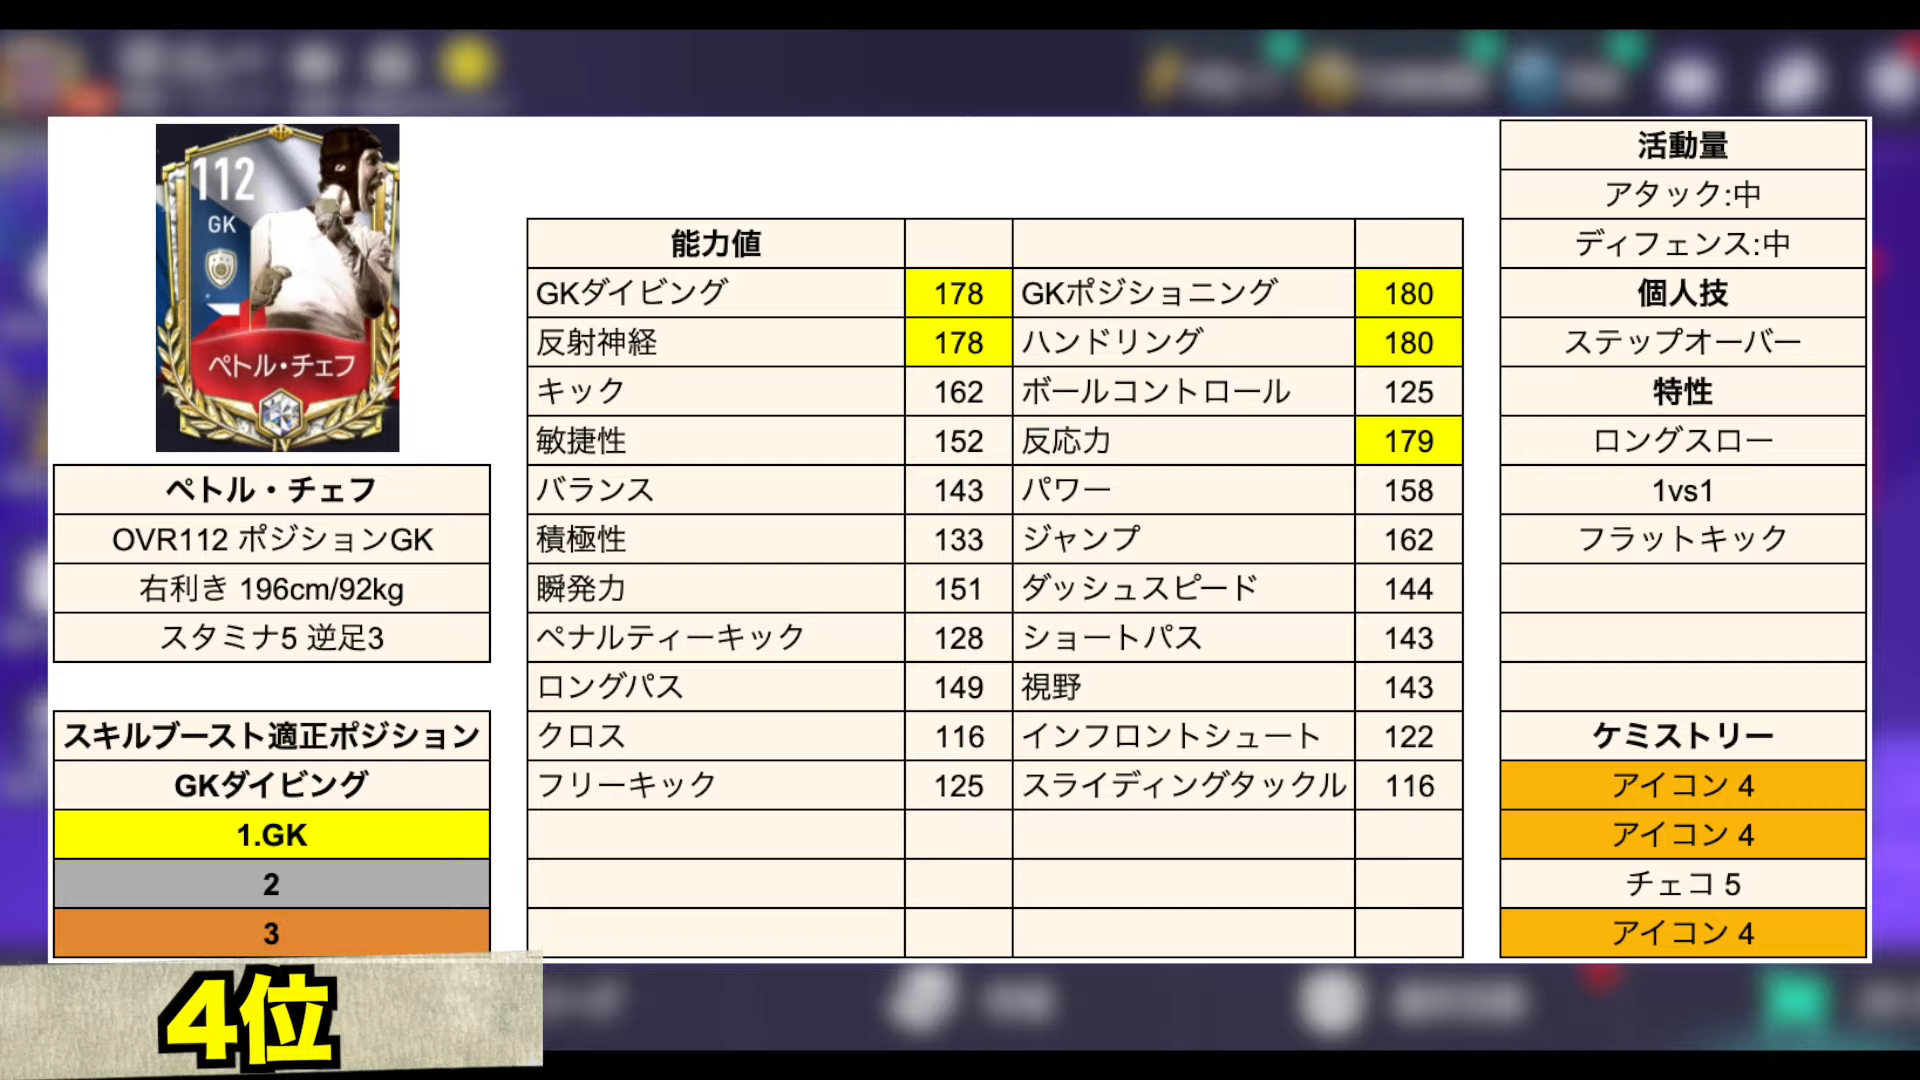 112
GK
ペトル・チェフ
IV
ペトル・チェフ
OVR112 ポジションGK
右利き 196cm/92kg
スタミナ5 逆足3
スキルブースト適正ポジション
GKダイビング
1.GK
2
3
4位
能力値
GKダイビング 178 GKポジショニング 180
反射神経 178 ハンドリング 180
キック 162 ボールコントロール 125
敏捷性 152 反応力 179
バランス 143 パワー 158
積極性 133 ジャンプ 162
瞬発力 151 ダッシュスピード 144
ペナルティーキック 128 ショートパス 143
ロングパス 149 視野 143
クロス 116 インフロントシュート 122
フリーキック 125 スライディングタックル 116
活動量
アタック:中
ディフェンス:中
個人技
ステップオーバー
特性
ロングスロー
1vs1
フラットキック
ケミストリー
アイコン 4
アイコン 4
チェコ 5
アイコン 4